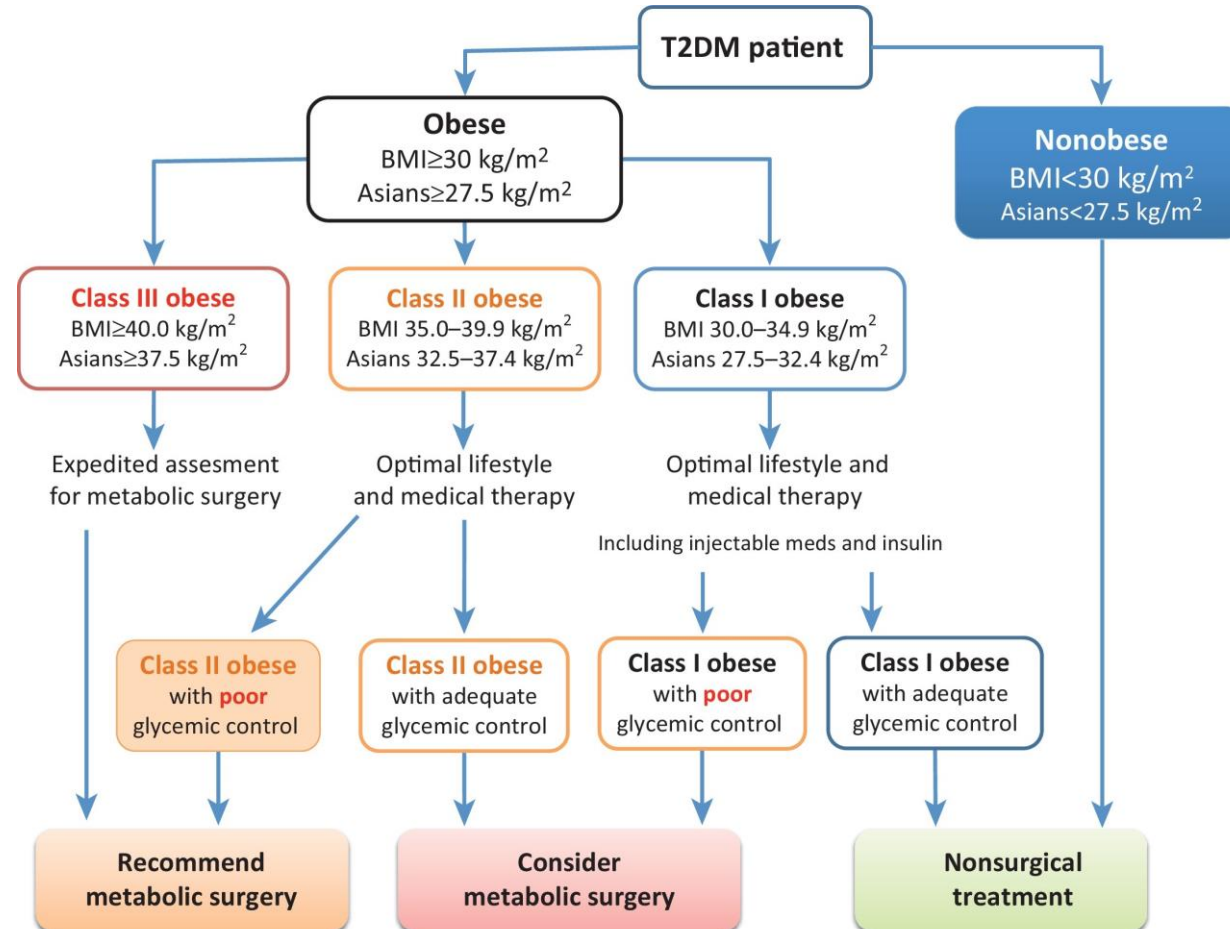 T2DM patient
Obese
BMI≥30 kg/m²
Asians≥27.5 kg/m²
Nonobese
BMI<30 kg/m²
Asians<27.5 kg/m²
Class III obese
BMI≥40.0 kg/m²
Asians≥37.5 kg/m²
Class II obese
BMI 35.0–39.9 kg/m²
Asians 32.5–37.4 kg/m²
Class I obese
BMI 30.0–34.9 kg/m²
Asians 27.5–32.4 kg/m²
Expedited assesment
for metabolic surgery
Optimal lifestyle
and medical therapy
Optimal lifestyle and
medical therapy
Including injectable meds and insulin
Class II obese
with poor
glycemic control
Class II obese
with adequate
glycemic control
Class I obese
with poor
glycemic control
Class I obese
with adequate
glycemic control
Recommend
metabolic surgery
Consider
metabolic surgery
Nonsurgical
treatment